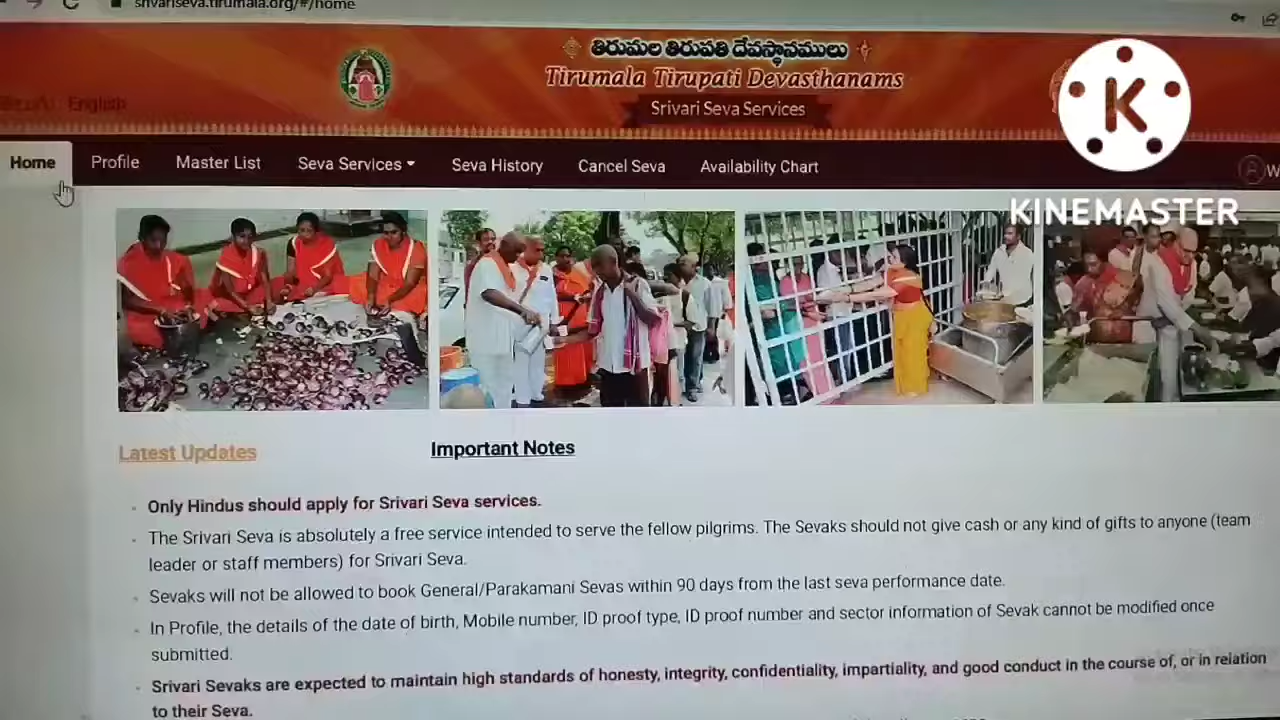 srivariseva.tirumala.org/#/home
తిరుమల తిరుపతి దేవస్థానములు
Tirumala Tirupati Devasthanams
Srivari Seva Services
తెలుగు English
K
KINEMASTER
Home Profile Master List Seva Services Seva History Cancel Seva Availability Chart
Latest Updates Important Notes
Only Hindus should apply for Srivari Seva services.
The Srivari Seva is absolutely a free service intended to serve the fellow pilgrims. The Sevaks should not give cash or any kind of gifts to anyone (team
leader or staff members) for Srivari Seva.
Sevaks will not be allowed to book General/Parakamani Sevas within 90 days from the last seva performance date.
In Profile, the details of the date of birth, Mobile number, ID proof type, ID proof number and sector information of Sevak cannot be modified once
submitted.
Srivari Sevaks are expected to maintain high standards of honesty, integrity, confidentiality, impartiality, and good conduct in the course of, or in relation
to their Seva.